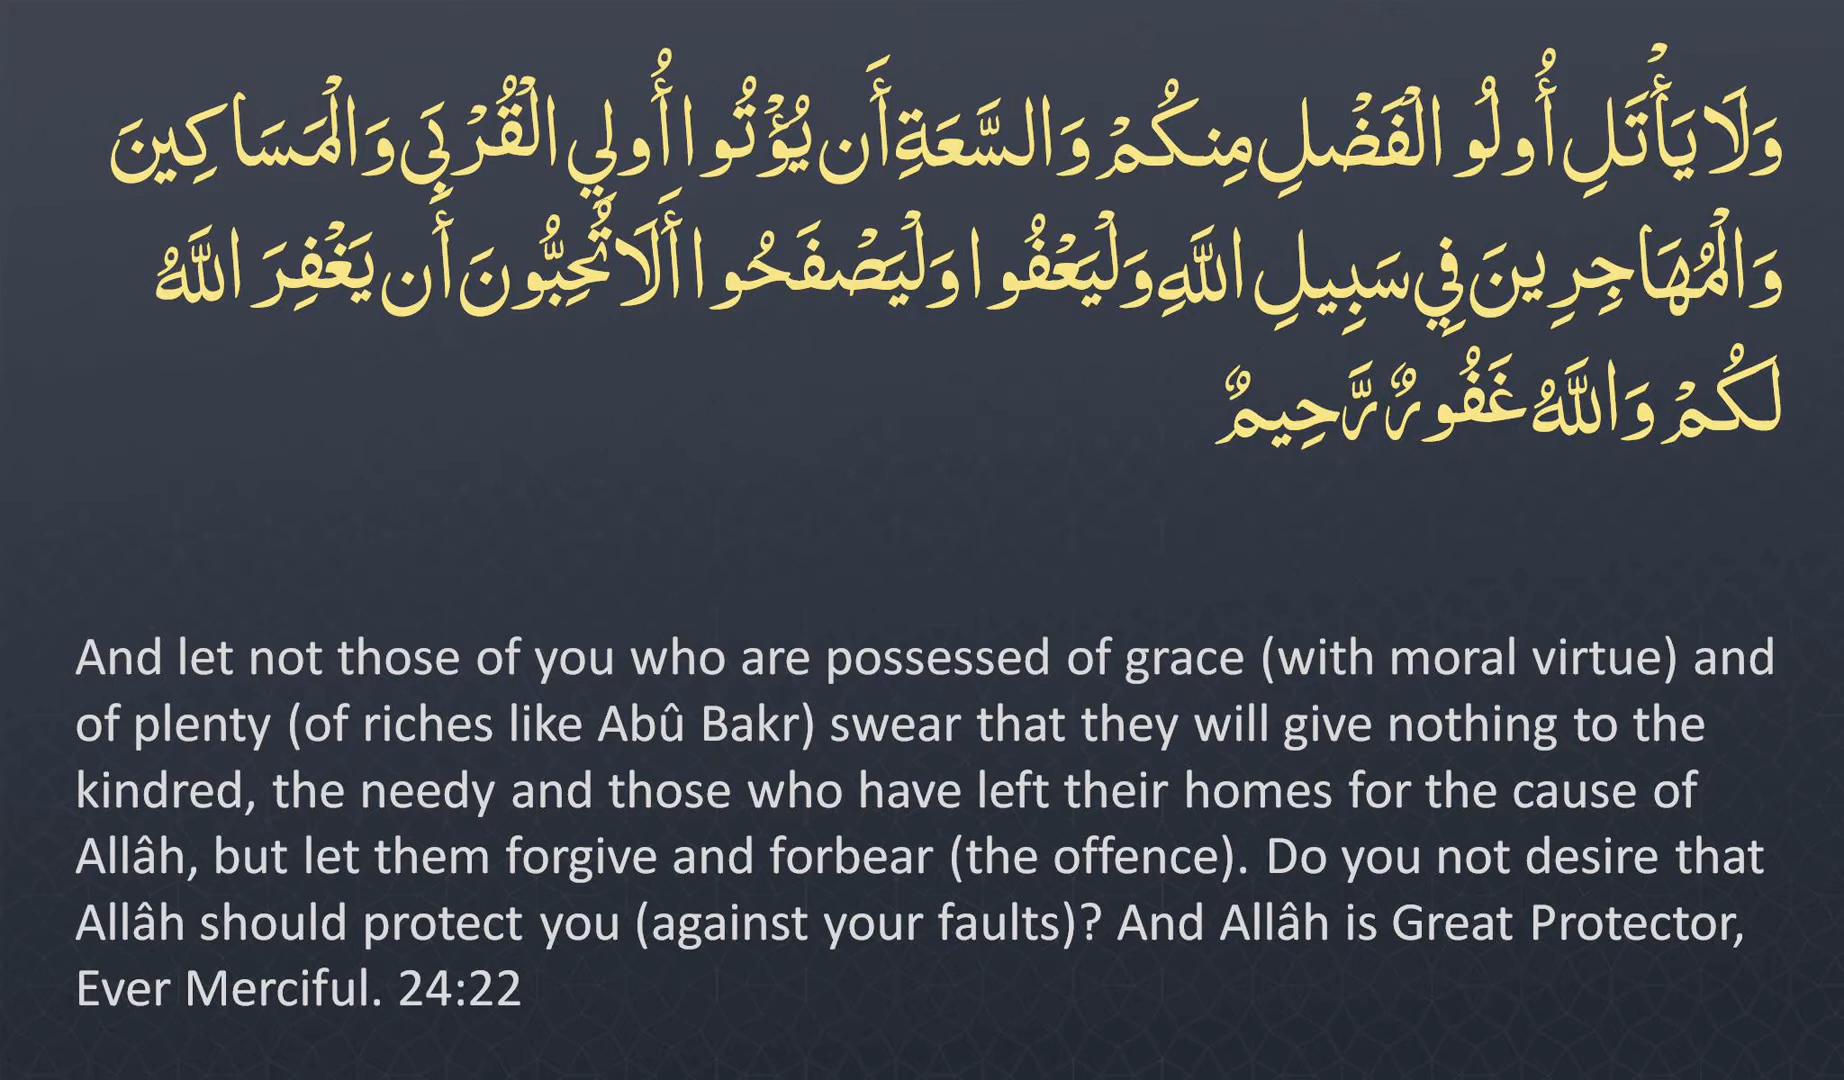 وَلَا يَأْتَلِ أُولُو الْفَضْلِ مِنكُمْ وَالسَّعَةِ أَن يُؤْتُوا أُولِي الْقُرْبَىٰ وَالْمَسَاكِينَ
وَالْمُهَاجِرِينَ فِي سَبِيلِ اللَّهِ وَلْيَعْفُوا وَلْيَصْفَحُوا أَلَا تُحِبُّونَ أَن يَغْفِرَ اللَّهُ
لَكُمْ وَاللَّهُ غَفُورٌ رَّحِيمٌ
And let not those of you who are possessed of grace (with moral virtue) and
of plenty (of riches like Abû Bakr) swear that they will give nothing to the
kindred, the needy and those who have left their homes for the cause of
Allâh, but let them forgive and forbear (the offence). Do you not desire that
Allâh should protect you (against your faults)? And Allâh is Great Protector,
Ever Merciful. 24:22